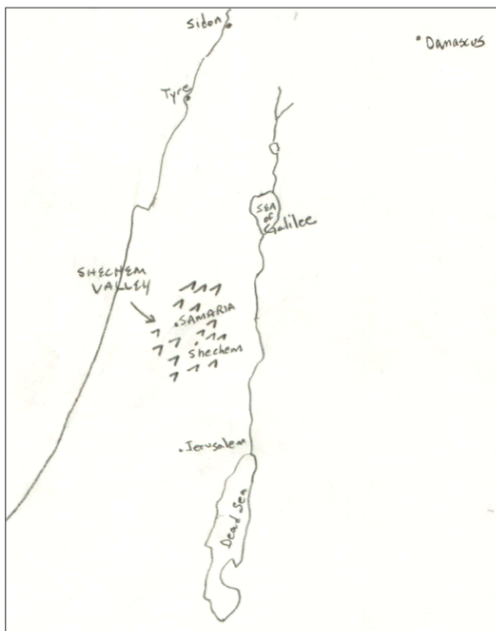 Sidon
Damascus
Tyre
SEA
of
Galilee
SHECHEM
VALLEY
SAMARIA
Shechem
Jerusalem
Dead Sea